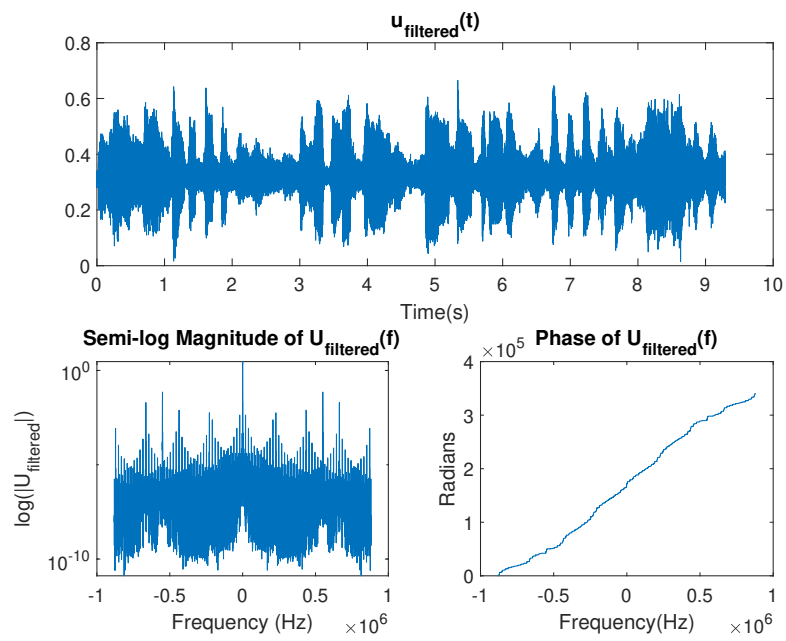 u_filtered(t)
0.8
0.6
0.4
0.2
0
0 1 2 3 4 5 6 7 8 9 10
Time(s)
Semi-log Magnitude of U_filtered(f)
10^0
10^-10
log(|U_filtered|)
-1 -0.5 0 0.5 1
Frequency (Hz) ×10^6
Phase of U_filtered(f)
×10^5
4
3
2
1
0
Radians
-1 -0.5 0 0.5 1
Frequency(Hz) ×10^6